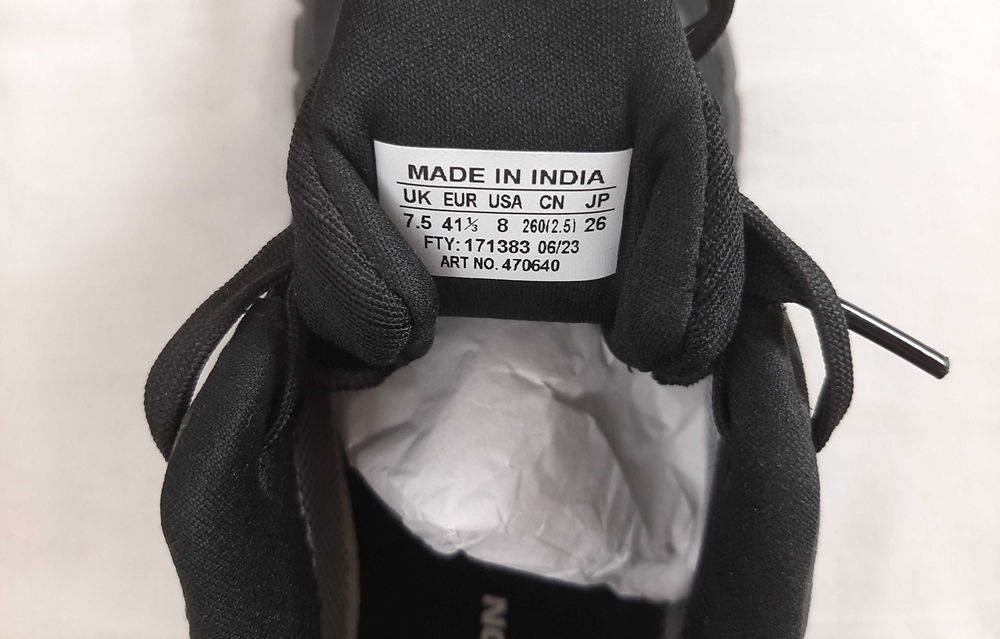 MADE IN INDIA
UK EUR USA CN JP
7.5 41⅓ 8 260(2.5) 26
FTY: 171383 06/23
ART NO. 470640